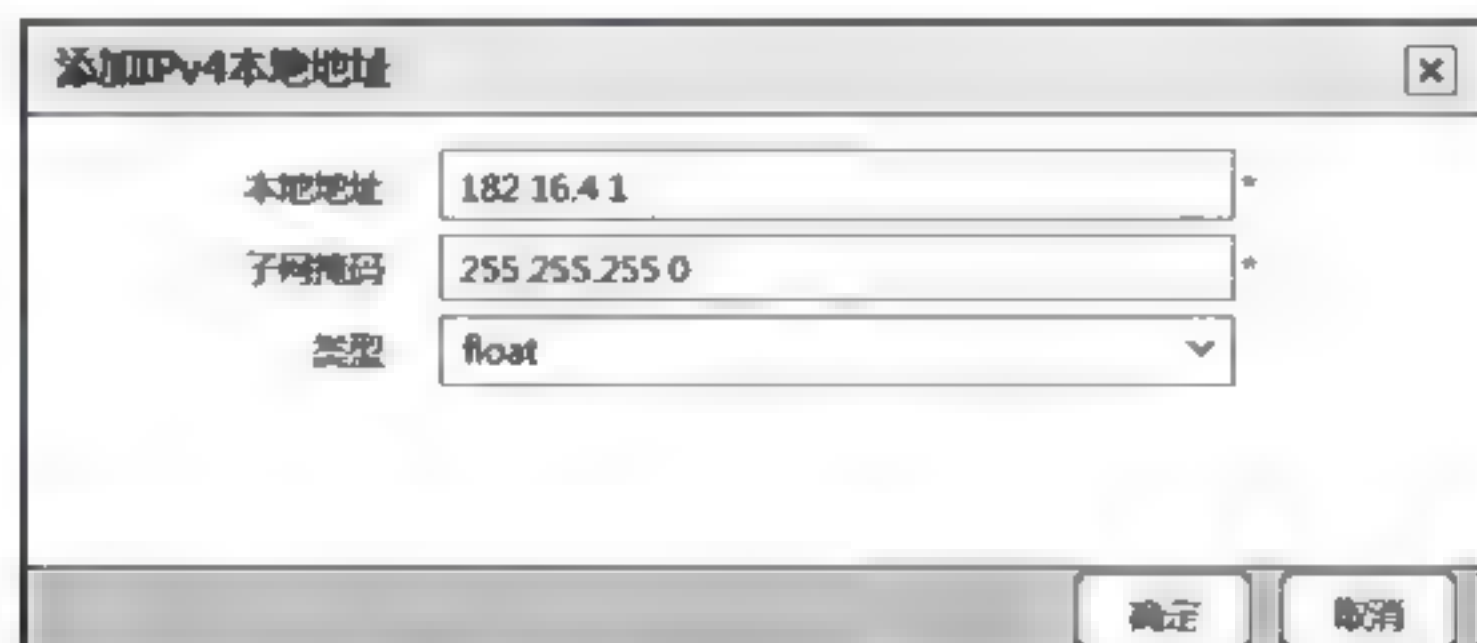 添加IPv4本地地址
本地地址 182.16.4.1 *
子网掩码 255.255.255.0 *
类型 float
确定 取消